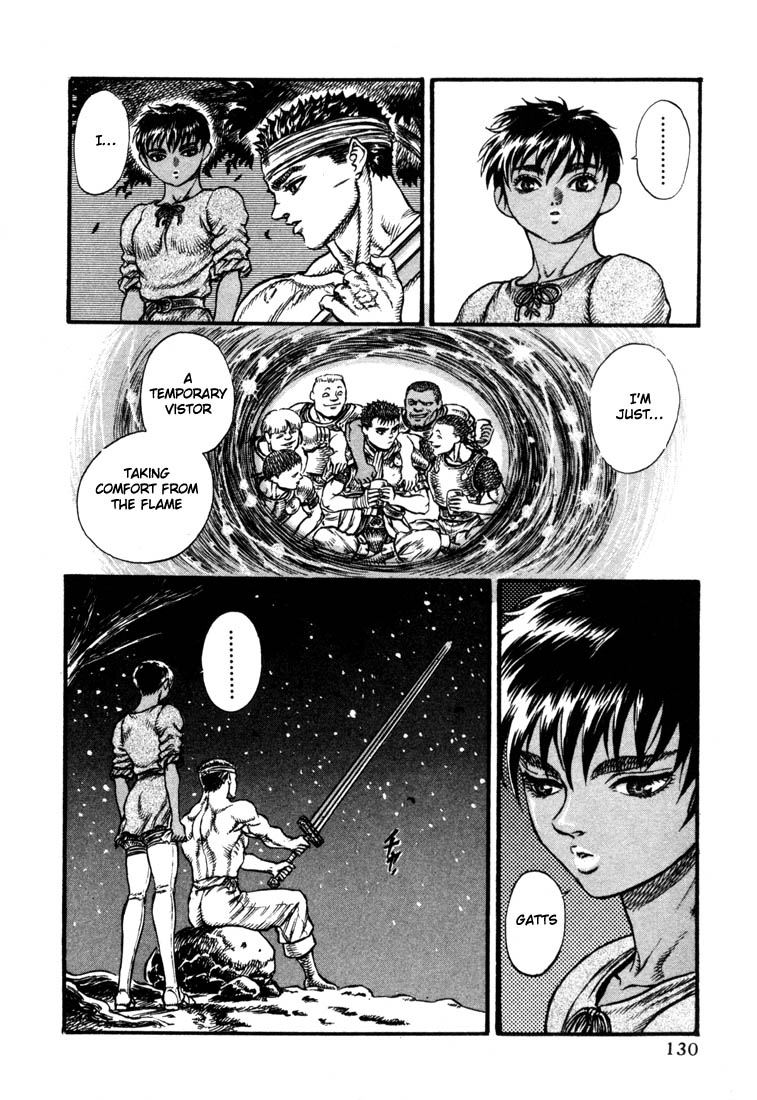 ..........
I...
I'M
JUST...
A
TEMPORARY
VISTOR
TAKING
COMFORT FROM
THE FLAME
GATTS
..........
130